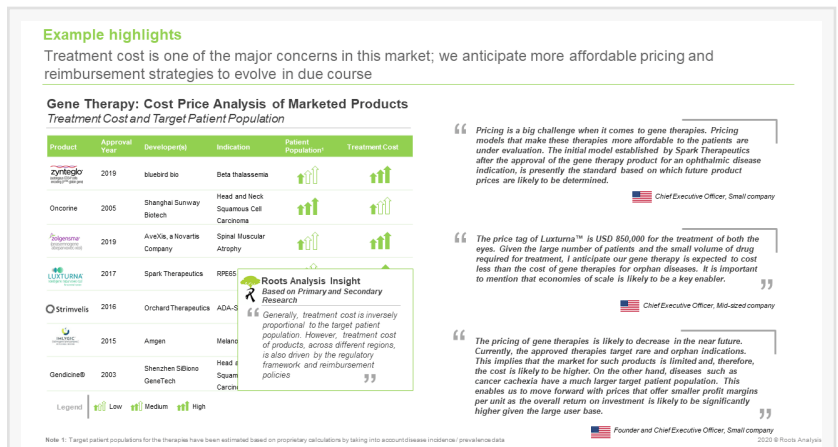 Example highlights
Treatment cost is one of the major concerns in this market; we anticipate more affordable pricing and
reimbursement strategies to evolve in due course
Gene Therapy: Cost Price Analysis of Marketed Products
Treatment Cost and Target Patient Population
Product Approval Year Developer(s) Indication Patient Population¹ Treatment Cost
zynteglo 2019 bluebird bio Beta thalassemia
Oncorine 2005 Shanghai Sunway Biotech Head and Neck Squamous Cell Carcinoma
zolgensma 2019 AveXis, a Novartis Company Spinal Muscular Atrophy
LUXTURNA 2017 Spark Therapeutics RPE65
Strimvelis 2016 Orchard Therapeutics ADA-S
2015 Amgen Melano
Gendicine® 2003 Shenzhen SiBiono GeneTech Head a Squam Carcin
Legend Low Medium High
Roots Analysis Insight
Based on Primary and Secondary
Research
“ Generally, treatment cost is inversely
proportional to the target patient
population. However, treatment cost
of products, across different regions,
is also driven by the regulatory
framework and reimbursement
policies ”
“ Pricing is a big challenge when it comes to gene therapies. Pricing
models that make these therapies more affordable to the patients are
under evaluation. The initial model established by Spark Therapeutics
after the approval of the gene therapy product for an ophthalmic disease
indication, is presently the standard based on which future product
prices are likely to be determined.
Chief Executive Officer, Small company
“ The price tag of Luxturna™ is USD 850,000 for the treatment of both the
eyes. Given the large number of patients and the small volume of drug
required for treatment, I anticipate our gene therapy is expected to cost
less than the cost of gene therapies for orphan diseases. It is important
to mention that economies of scale is likely to be a key enabler. ”
Chief Executive Officer, Mid-sized company
“ The pricing of gene therapies is likely to decrease in the near future.
Currently, the approved therapies target rare and orphan indications.
This implies that the market for such products is limited and, therefore,
the cost is likely to be higher. On the other hand, diseases such as
cancer cachexia have a much larger target patient population. This
enables us to move forward with prices that offer smaller profit margins
per unit as the overall return on investment is likely to be significantly
higher given the large user base. ”
Founder and Chief Executive Officer, Small company
Note 1: Target patient populations for the therapies have been estimated based on proprietary calculations by taking into account disease incidence / prevalence data
2020 © Roots Analysis